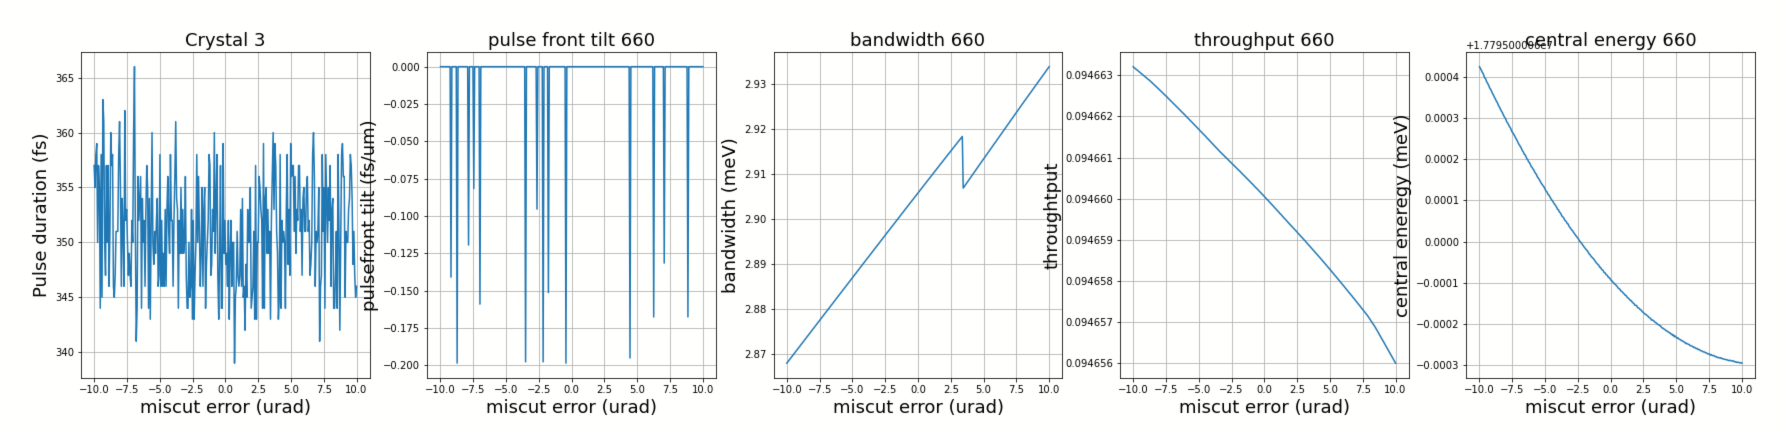 Crystal 3
Pulse duration (fs)
365
360
355
350
345
340
−10.0 −7.5 −5.0 −2.5 0.0 2.5 5.0 7.5 10.0
miscut error (urad)
pulse front tilt 660
pulsefront tilt (fs/um)
0.000
−0.025
−0.050
−0.075
−0.100
−0.125
−0.150
−0.175
−0.200
−10.0 −7.5 −5.0 −2.5 0.0 2.5 5.0 7.5 10.0
miscut error (urad)
bandwidth 660
bandwidth (meV)
2.93
2.92
2.91
2.90
2.89
2.88
2.87
−10.0 −7.5 −5.0 −2.5 0.0 2.5 5.0 7.5 10.0
miscut error (urad)
throughput 660
throughtput
0.094663
0.094662
0.094661
0.094660
0.094659
0.094658
0.094657
0.094656
−10.0 −7.5 −5.0 −2.5 0.0 2.5 5.0 7.5 10.0
miscut error (urad)
central energy 660
central eneregy (meV)
0.0004
0.0003
0.0002
0.0001
0.0000
−0.0001
−0.0002
−0.0003
−10.0 −7.5 −5.0 −2.5 0.0 2.5 5.0 7.5 10.0
miscut error (urad)